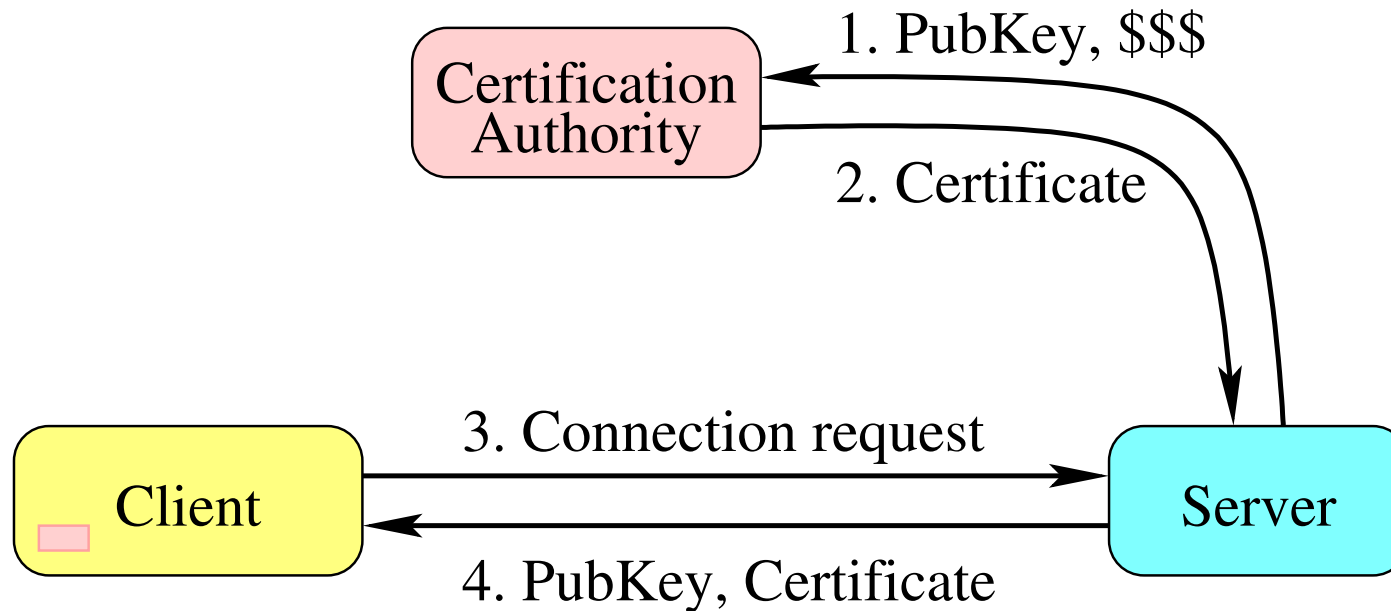 1. PubKey, $$$
Certification
Authority
2. Certificate
3. Connection request
Client
Server
4. PubKey, Certificate